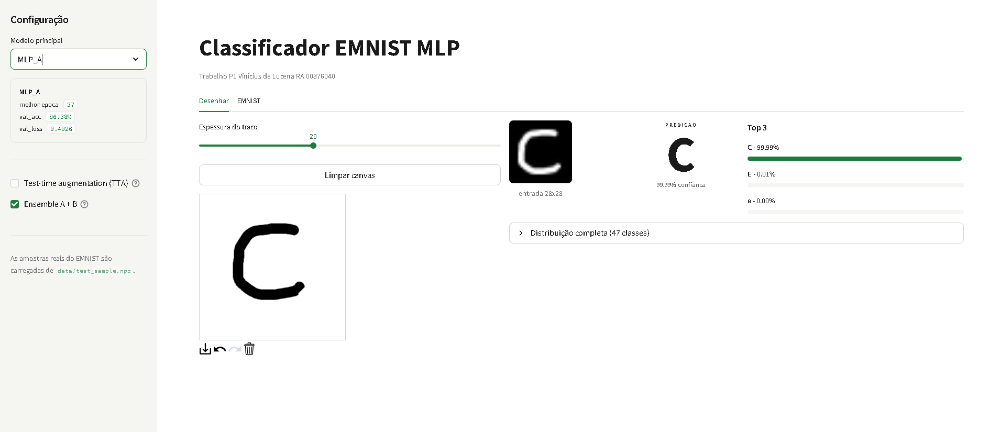 Configuração
Modelo principal
MLP_A
MLP_A
melhor epoca 37
val_acc 86.38%
val_loss 0.4026
Test-time augmentation (TTA)
Ensemble A + B
As amostras reais do EMNIST são
carregadas de data/test_sample.npz.
Classificador EMNIST MLP
Trabalho P1 Vinicius de Lucena RA 00376040
Desenhar EMNIST
Espessura do traco
20
Limpar canvas
C
C
entrada 28x28
PREDICAO
C
99.99% confianca
Top 3
C - 99.99%
E - 0.01%
e - 0.00%
Distribuição completa (47 classes)